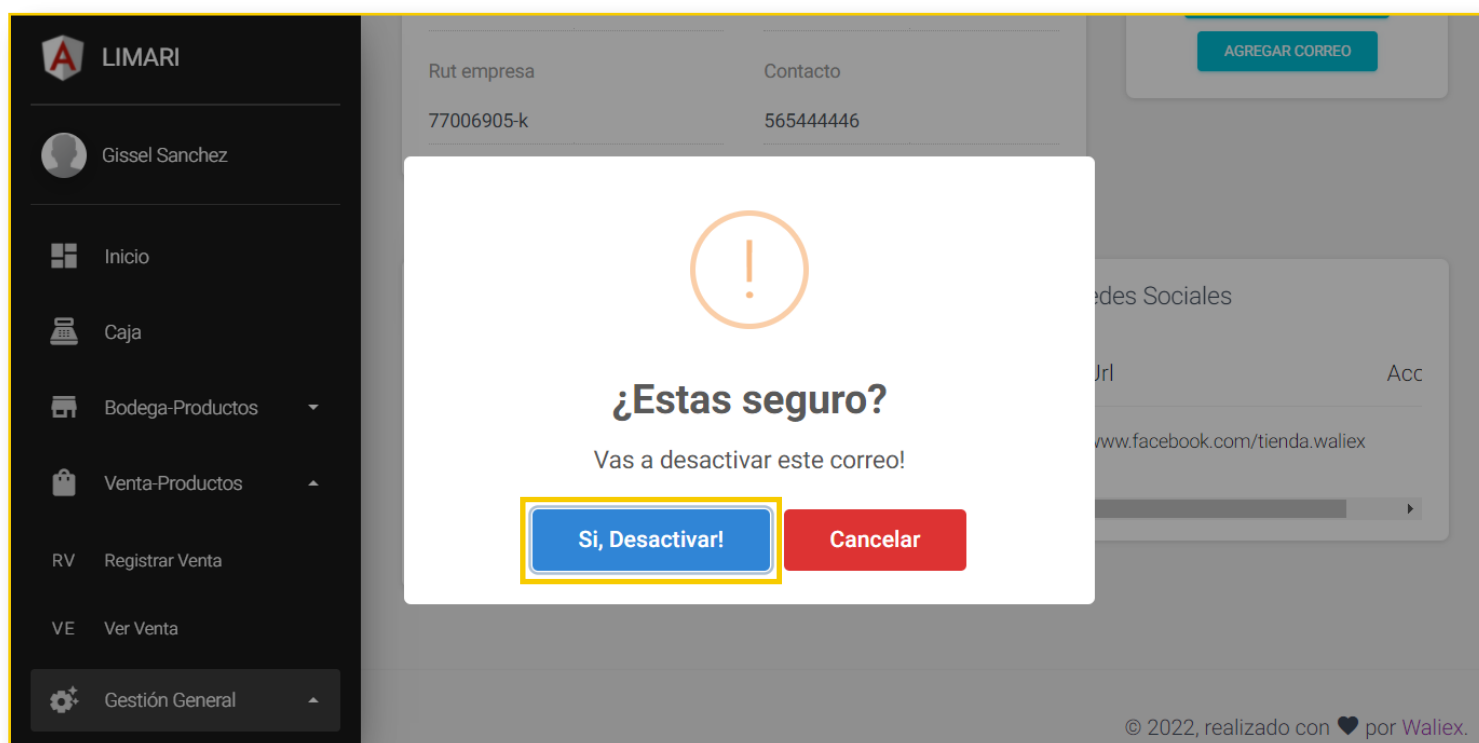 LIMARI
Gissel Sanchez
Inicio
Caja
Bodega-Productos
Venta-Productos
RV Registrar Venta
VE Ver Venta
Gestión General
Rut empresa
Contacto
77006905-k
565444446
AGREGAR CORREO
!
¿Estas seguro?
Vas a desactivar este correo!
Si, Desactivar!
Cancelar
edes Sociales
Url
Acc
www.facebook.com/tienda.waliex
© 2022, realizado con ♥ por Waliex.